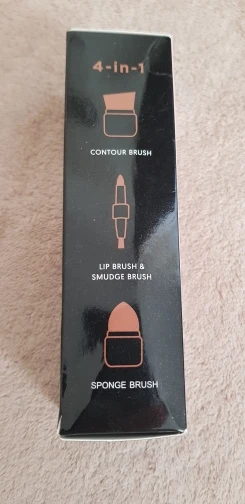 4-in-1
CONTOUR BRUSH
LIP BRUSH &
SMUDGE BRUSH
SPONGE BRUSH